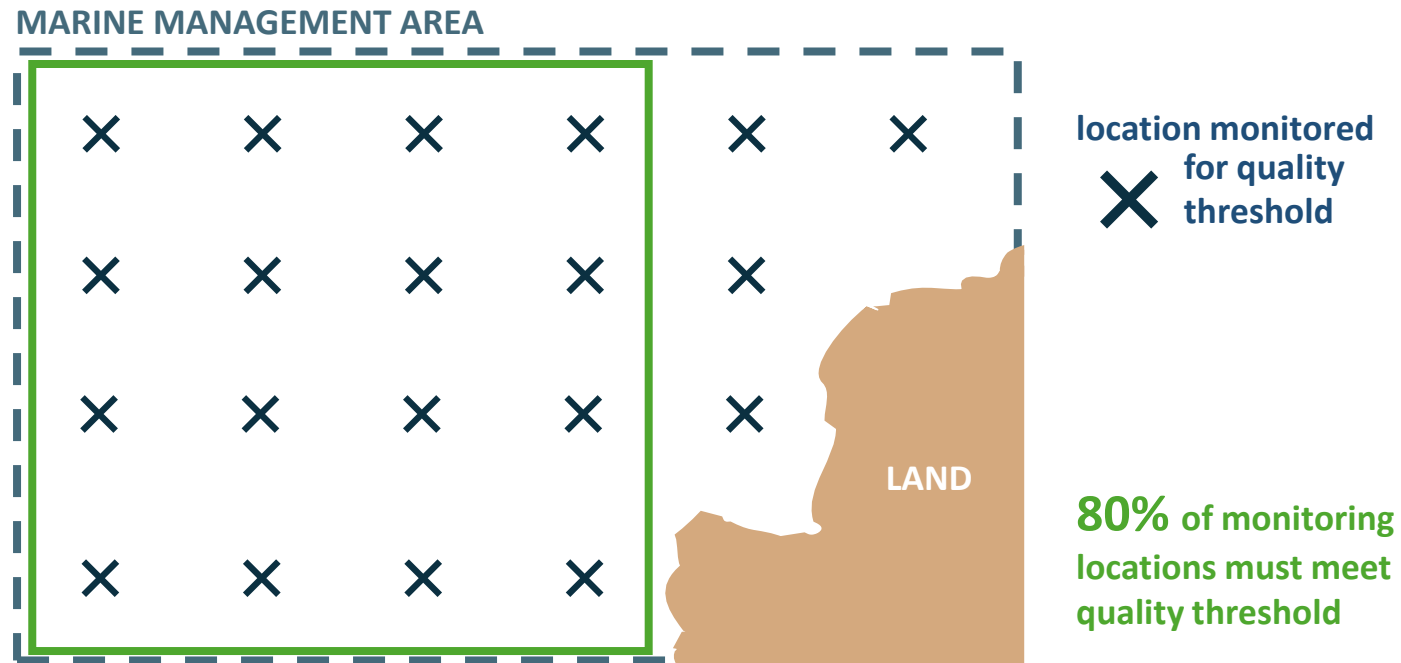 MARINE MANAGEMENT AREA
location monitored
for quality
threshold
LAND
80% of monitoring
locations must meet
quality threshold